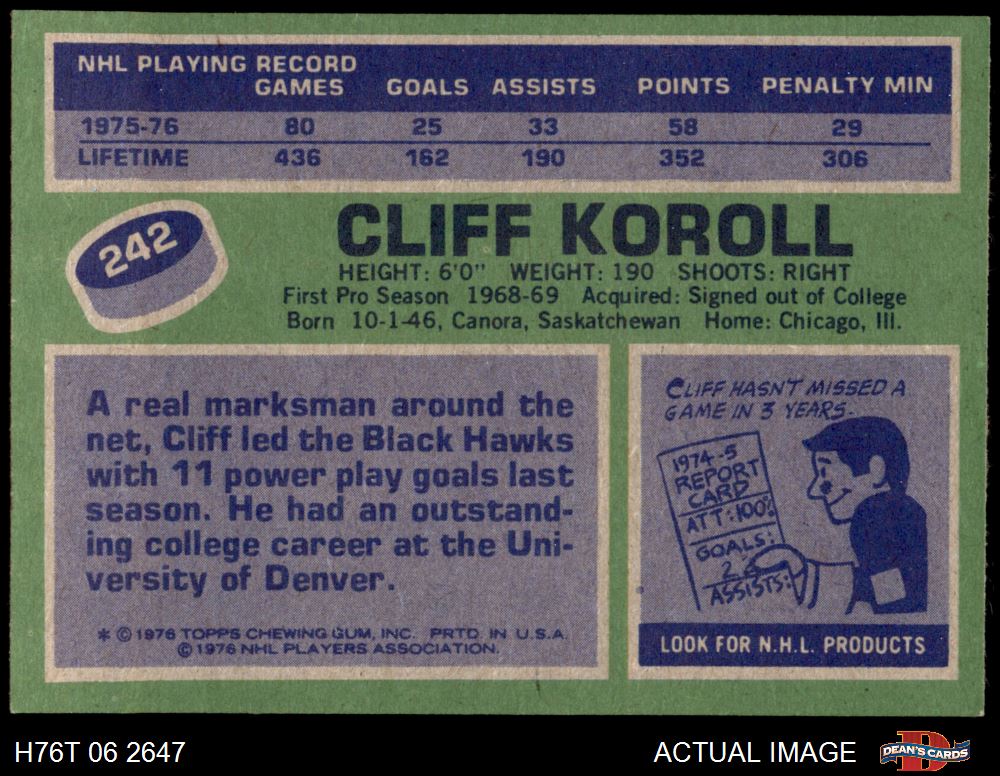 NHL PLAYING RECORD
GAMES GOALS ASSISTS POINTS PENALTY MIN
1975-76 80 25 33 58 29
LIFETIME 436 162 190 352 306
242
CLIFF KOROLL
HEIGHT: 6'0" WEIGHT: 190 SHOOTS: RIGHT
First Pro Season 1968-69 Acquired: Signed out of College
Born 10-1-46, Canora, Saskatchewan Home: Chicago, Ill.
A real marksman around the
net, Cliff led the Black Hawks
with 11 power play goals last
season. He had an outstand-
ing college career at the Uni-
versity of Denver.
* © 1976 TOPPS CHEWING GUM, INC. PRTD. IN U.S.A.
© 1976 NHL PLAYERS ASSOCIATION.
CLIFF HASN'T MISSED A
GAME IN 3 YEARS.
1974-5
REPORT
CARD
ATT: 100%
GOALS:
ASSISTS:
LOOK FOR N.H.L. PRODUCTS
H76T 06 2647
ACTUAL IMAGE
D
DEAN'S CARDS